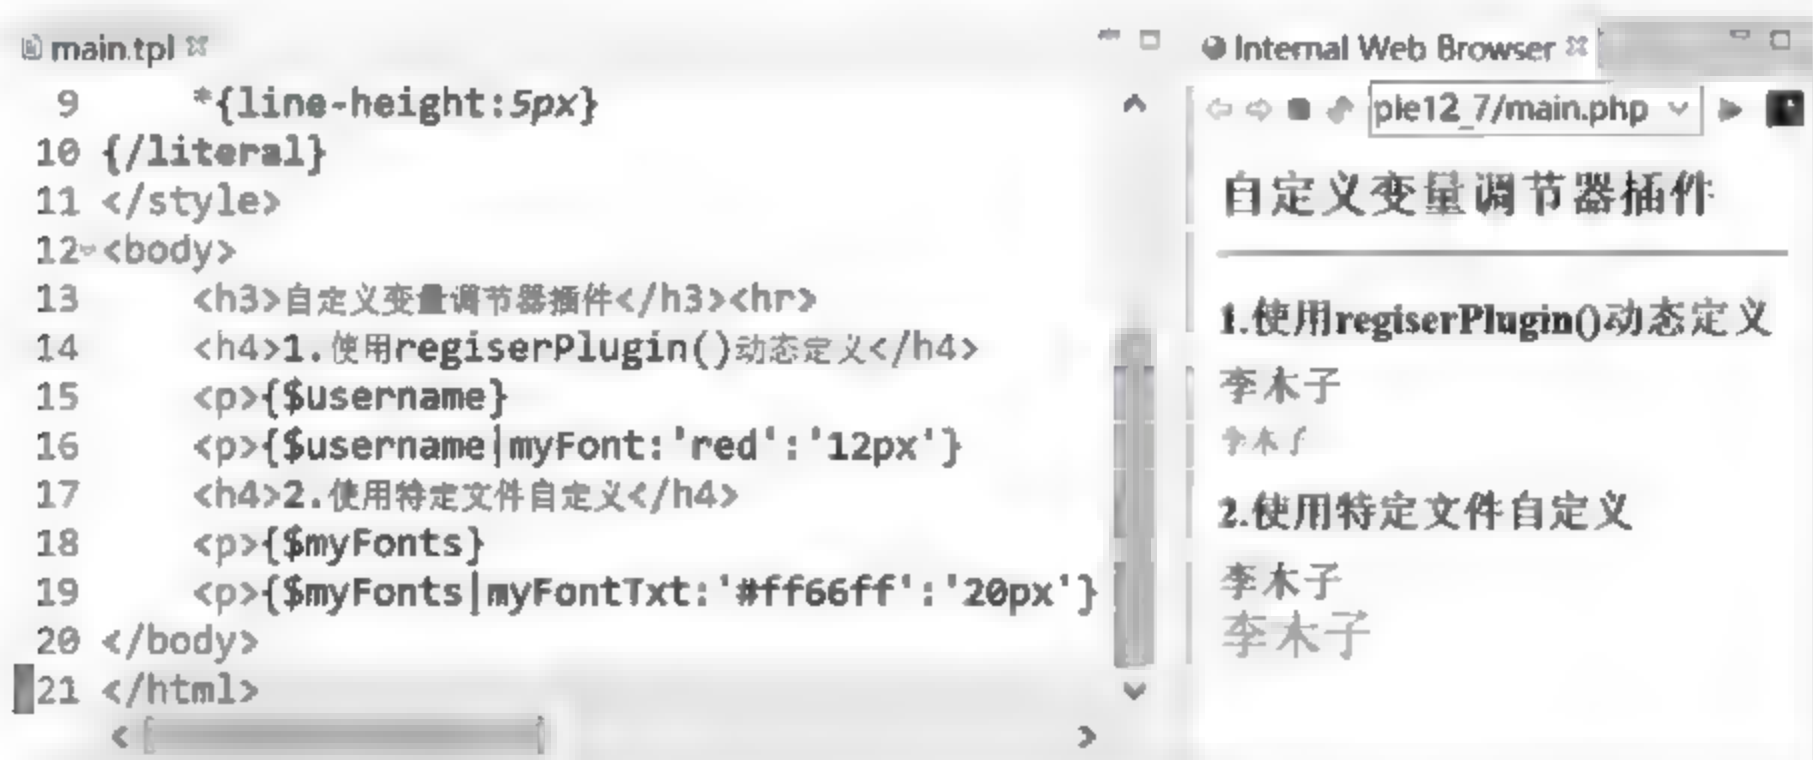 main.tpl
9 *{line-height:5px}
10 {/literal}
11 </style>
12 <body>
13 <h3>自定义变量调节器插件</h3><hr>
14 <h4>1.使用regiserPlugin()动态定义</h4>
15 <p>{$username}
16 <p>{$username|myFont:'red':'12px'}
17 <h4>2.使用特定文件自定义</h4>
18 <p>{$myFonts}
19 <p>{$myFonts|myFontTxt:'#ff66ff':'20px'}
20 </body>
21 </html>
Internal Web Browser
ple12_7/main.php
自定义变量调节器插件
1.使用regiserPlugin()动态定义
李木子
李木子
2.使用特定文件自定义
李木子
李木子